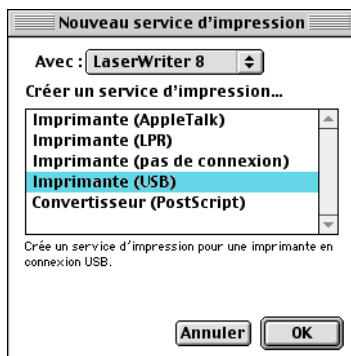 Nouveau service d'impression
Avec : LaserWriter 8
Créer un service d'impression...
Imprimante (AppleTalk)
Imprimante (LPR)
Imprimante (pas de connexion)
Imprimante (USB)
Convertisseur (PostScript)
Crée un service d'impression pour une imprimante en
connexion USB.
Annuler OK